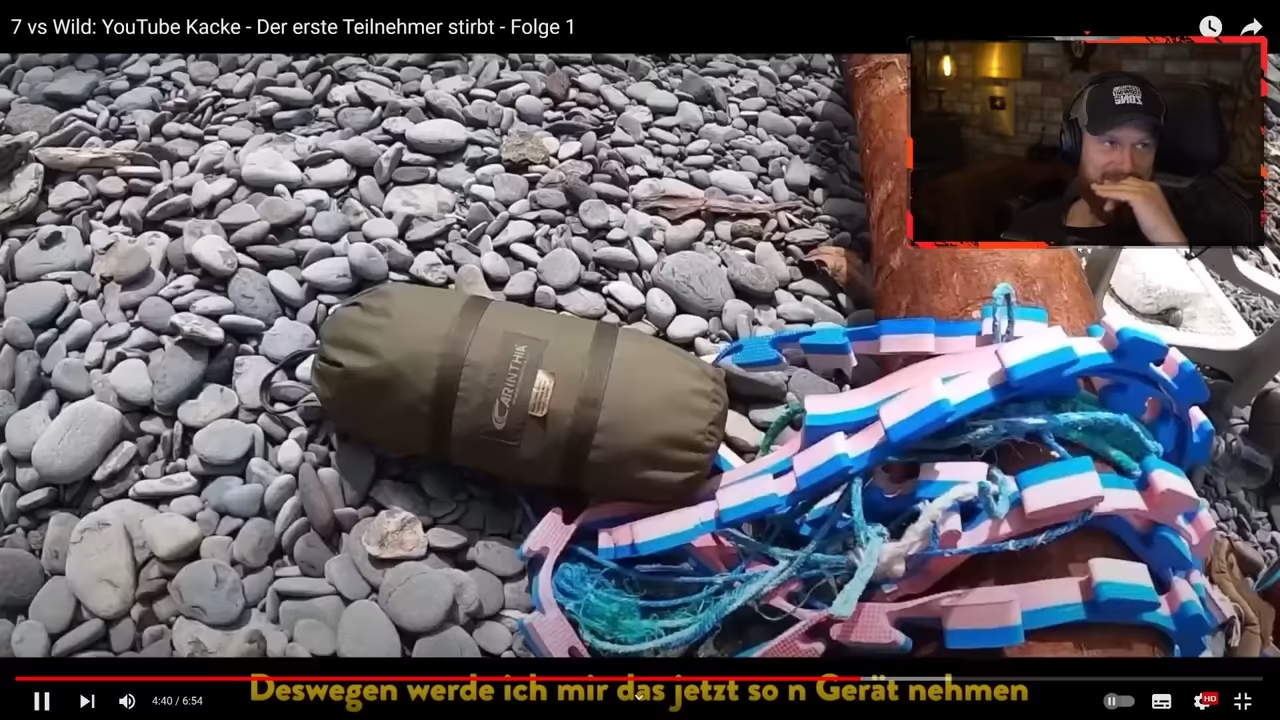 7 vs Wild: YouTube Kacke - Der erste Teilnehmer stirbt - Folge 1
ZONE
CARINTHIA
Deswegen werde ich mir das jetzt so n Gerät nehmen
4:40 / 6:54
HD